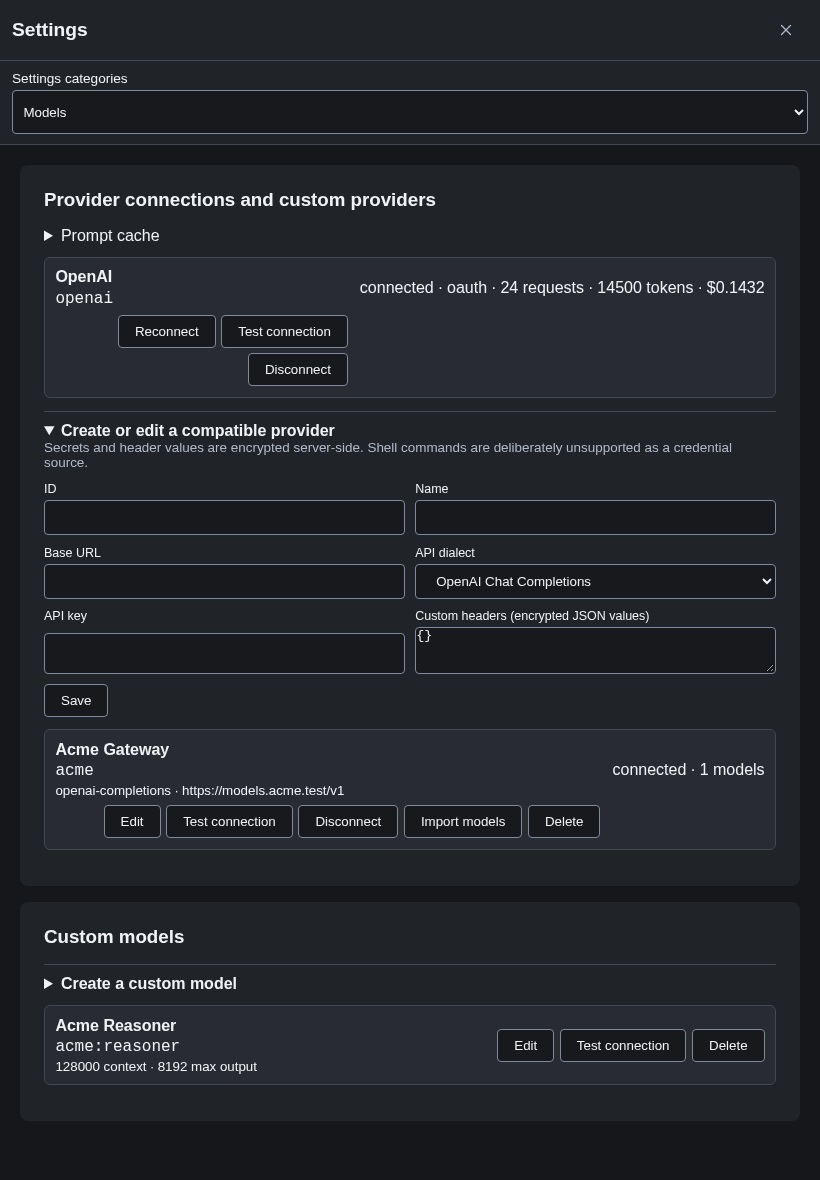 Settings
Settings categories
Models
Provider connections and custom providers
Prompt cache
OpenAI
openai
connected · oauth · 24 requests · 14500 tokens · $0.1432
Reconnect
Test connection
Disconnect
Create or edit a compatible provider
Secrets and header values are encrypted server-side. Shell commands are deliberately unsupported as a credential
source.
ID
Name
Base URL
API dialect
OpenAI Chat Completions
API key
Custom headers (encrypted JSON values)
{}
Save
Acme Gateway
acme
openai-completions · https://models.acme.test/v1
connected · 1 models
Edit
Test connection
Disconnect
Import models
Delete
Custom models
Create a custom model
Acme Reasoner
acme:reasoner
128000 context · 8192 max output
Edit
Test connection
Delete